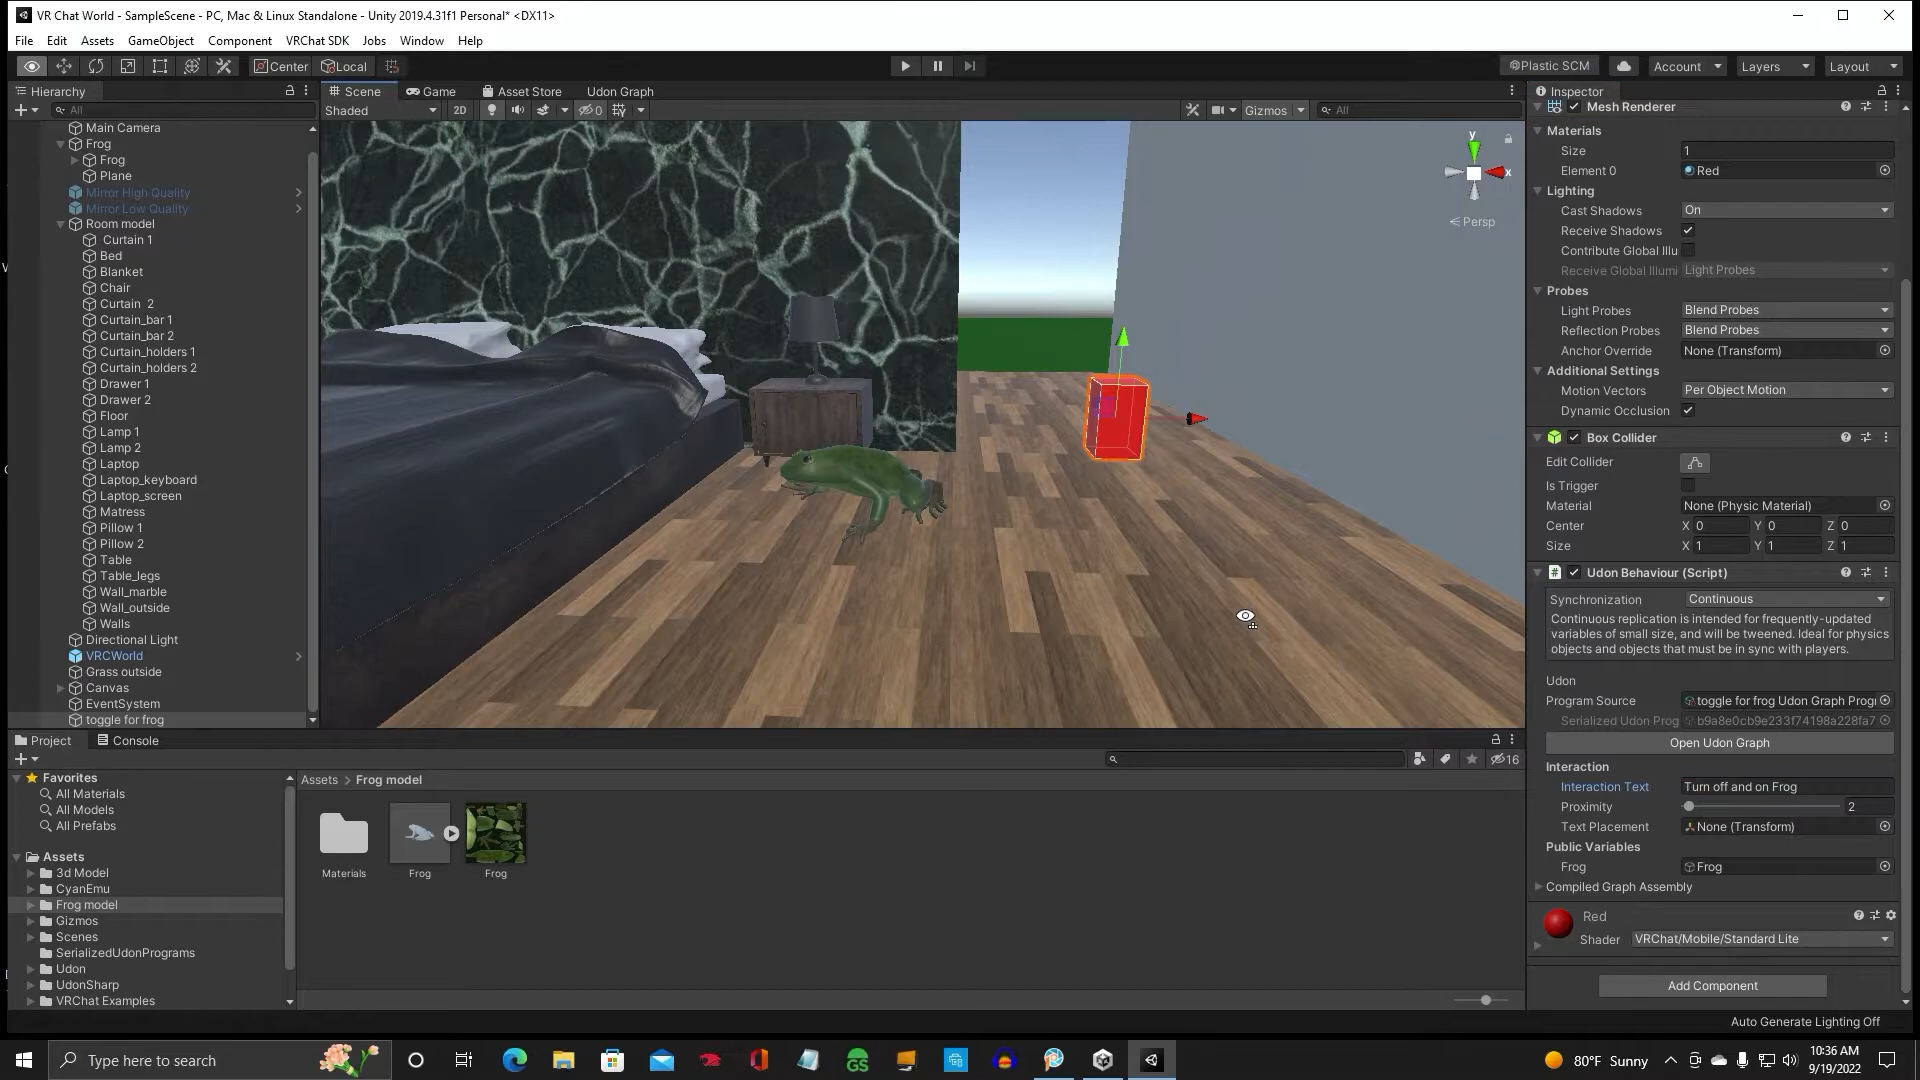 VR Chat World - SampleScene - PC, Mac & Linux Standalone - Unity 2019.4.31f1 Personal* <DX11>
File Edit Assets GameObject Component VRChat SDK Jobs Window Help
Center Local
Plastic SCM Account Layers Layout
Hierarchy
All
Main Camera
Frog
Frog
Plane
Mirror High Quality
Mirror Low Quality
Room model
Curtain 1
Bed
Blanket
Chair
Curtain 2
Curtain_bar 1
Curtain_bar 2
Curtain_holders 1
Curtain_holders 2
Drawer 1
Drawer 2
Floor
Lamp 1
Lamp 2
Laptop
Laptop_keyboard
Laptop_screen
Matress
Pillow 1
Pillow 2
Table
Table_legs
Wall_marble
Wall_outside
Walls
Directional Light
VRCWorld
Grass outside
Canvas
EventSystem
toggle for frog
Scene Game Asset Store Udon Graph
Shaded 2D 0 Gizmos All
y
x
Persp
Inspector
Mesh Renderer
Materials
Size 1
Element 0 Red
Lighting
Cast Shadows On
Receive Shadows
Contribute Global Illu
Receive Global Illumi Light Probes
Probes
Light Probes Blend Probes
Reflection Probes Blend Probes
Anchor Override None (Transform)
Additional Settings
Motion Vectors Per Object Motion
Dynamic Occlusion
Box Collider
Edit Collider
Is Trigger
Material None (Physic Material)
Center X 0 Y 0 Z 0
Size X 1 Y 1 Z 1
Udon Behaviour (Script)
Synchronization Continuous
Continuous replication is intended for frequently-updated
variables of small size, and will be tweened. Ideal for physics
objects and objects that must be in sync with players.
Udon
Program Source toggle for frog Udon Graph Progr
Serialized Udon Prog b9a8e0cb9e233f74198a228fa7
Open Udon Graph
Interaction
Interaction Text Turn off and on Frog
Proximity 2
Text Placement None (Transform)
Public Variables
Frog Frog
Compiled Graph Assembly
Red
Shader VRChat/Mobile/Standard Lite
Add Component
Auto Generate Lighting Off
Project Console
16
Favorites
All Materials
All Models
All Prefabs
Assets
3d Model
CyanEmu
Frog model
Gizmos
Scenes
SerializedUdonPrograms
Udon
UdonSharp
VRChat Examples
Assets > Frog model
Materials Frog Frog
Type here to search
GS
80°F Sunny
10:36 AM
9/19/2022